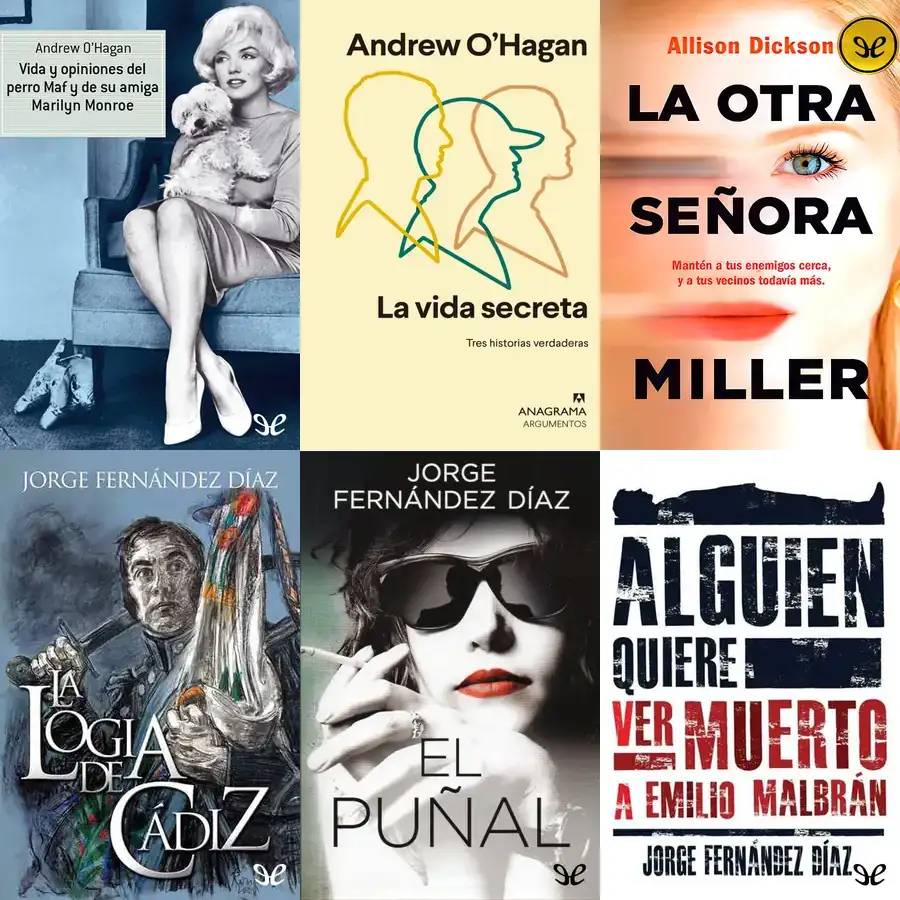 Andrew O'Hagan
Vida y opiniones del
perro Maf y de su amiga
Marilyn Monroe
Andrew O'Hagan
La vida secreta
Tres historias verdaderas
ANAGRAMA
ARGUMENTOS
Allison Dickson
LA OTRA
SEÑORA
Mantén a tus enemigos cerca,
y a tus vecinos todavía más.
MILLER
JORGE FERNÁNDEZ DÍAZ
LA
LOGIA
DE
CÁDIZ
JORGE
FERNÁNDEZ DÍAZ
EL
PUÑAL
ALGUIEN
QUIERE
VER MUERTO
A EMILIO MALBRÁN
JORGE FERNÁNDEZ DÍAZ